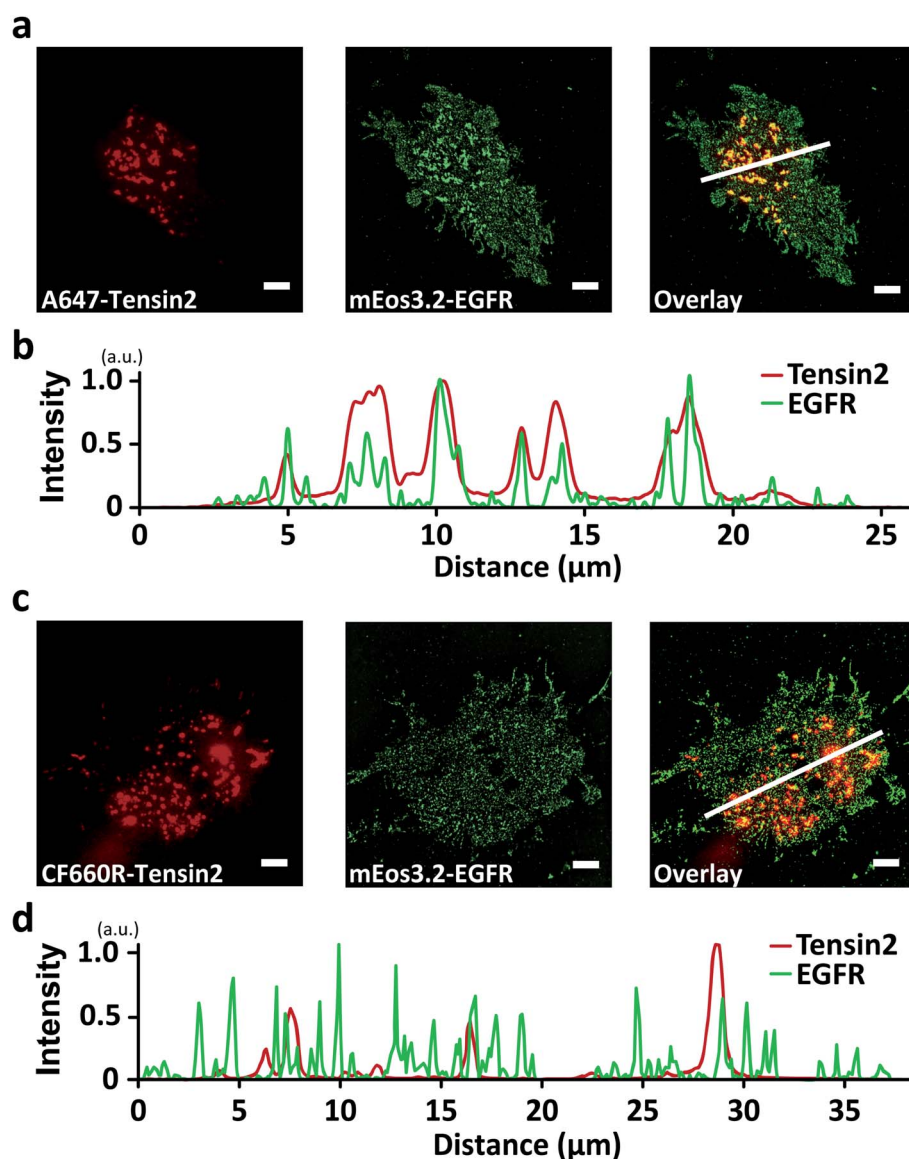 a
A647-Tensin2
mEos3.2-EGFR
Overlay
b
(a.u.)
Intensity
1.0
0.5
0
Tensin2
EGFR
0 5 10 15 20 25
Distance (µm)
c
CF660R-Tensin2
mEos3.2-EGFR
Overlay
d
(a.u.)
Intensity
1.0
0.5
0
Tensin2
EGFR
0 5 10 15 20 25 30 35
Distance (µm)